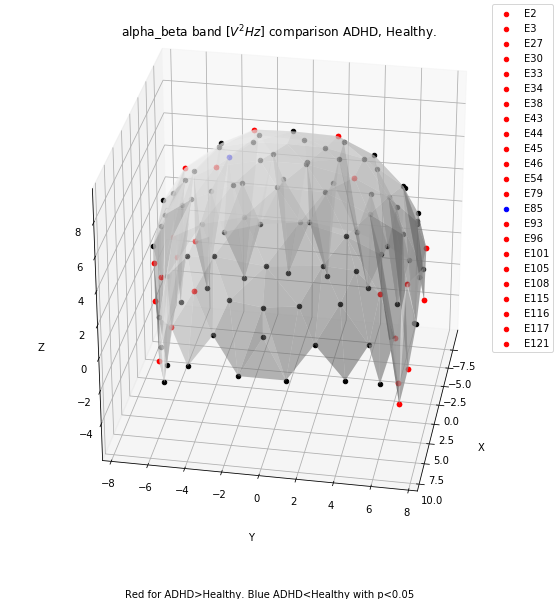 alpha_beta band [V²Hz] comparison ADHD, Healthy.
E2
E3
E27
E30
E33
E34
E38
E43
E44
E45
E46
E54
E79
E85
E93
E96
E101
E105
E108
E115
E116
E117
E121
8
6
4
2
0
−2
−4
Z
−8
−6
−4
−2
0
2
4
6
8
Y
−7.5
−5.0
−2.5
0.0
2.5
5.0
7.5
10.0
X
Red for ADHD>Healthy. Blue ADHD<Healthy with p<0.05